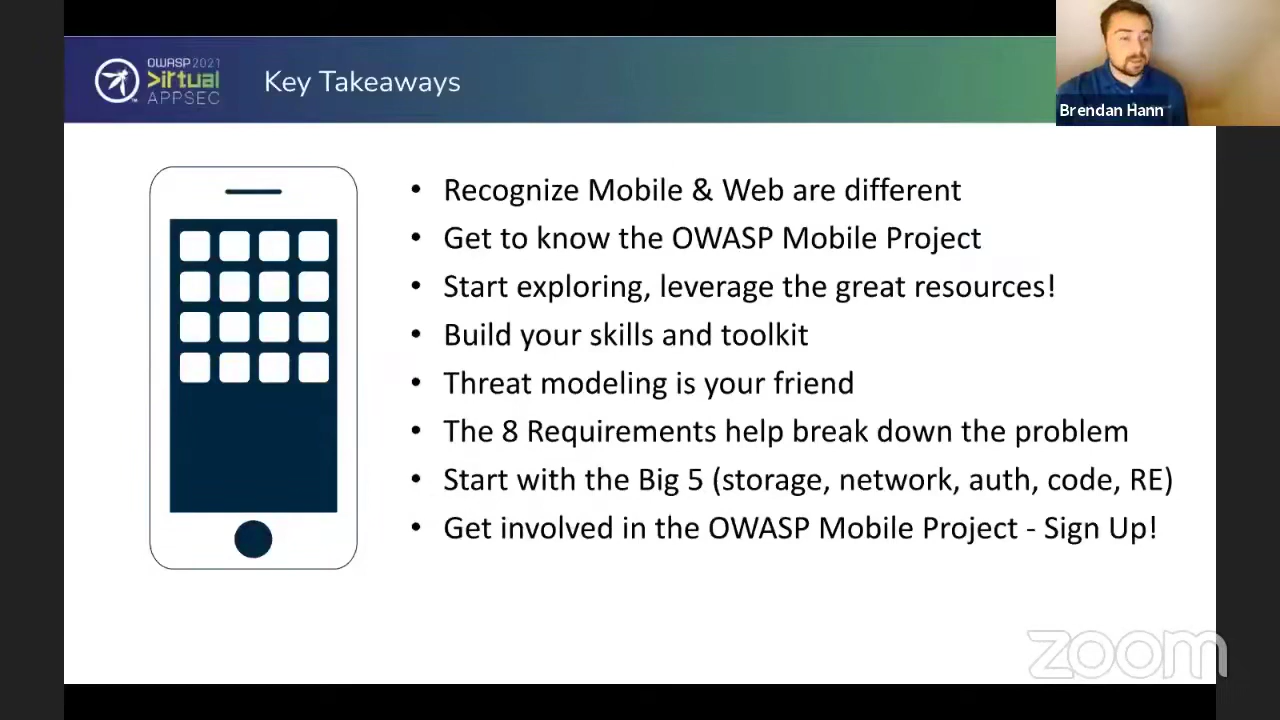 OWASP 2021
Virtual
APPSEC
Key Takeaways
Brendan Hann
• Recognize Mobile & Web are different
• Get to know the OWASP Mobile Project
• Start exploring, leverage the great resources!
• Build your skills and toolkit
• Threat modeling is your friend
• The 8 Requirements help break down the problem
• Start with the Big 5 (storage, network, auth, code, RE)
• Get involved in the OWASP Mobile Project - Sign Up!
zoom